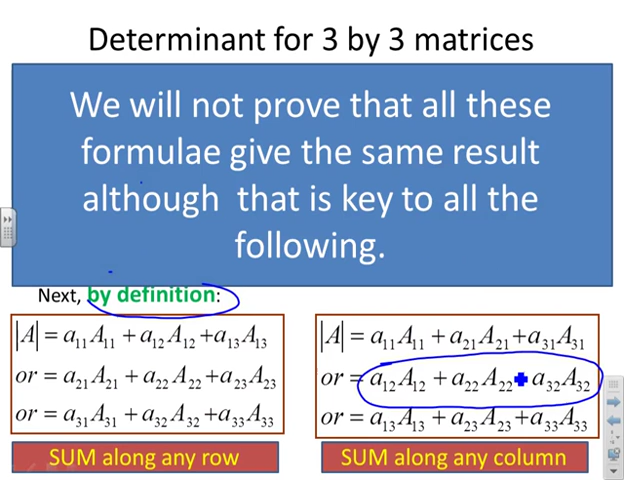 Determinant for 3 by 3 matrices
We will not prove that all these
formulae give the same result
although that is key to all the
following.
Next, by definition:
|A| = a₁₁A₁₁ + a₁₂A₁₂ + a₁₃A₁₃
or = a₂₁A₂₁ + a₂₂A₂₂ + a₂₃A₂₃
or = a₃₁A₃₁ + a₃₂A₃₂ + a₃₃A₃₃
SUM along any row
|A| = a₁₁A₁₁ + a₂₁A₂₁ + a₃₁A₃₁
or = a₁₂A₁₂ + a₂₂A₂₂ + a₃₂A₃₂
or = a₁₃A₁₃ + a₂₃A₂₃ + a₃₃A₃₃
SUM along any column